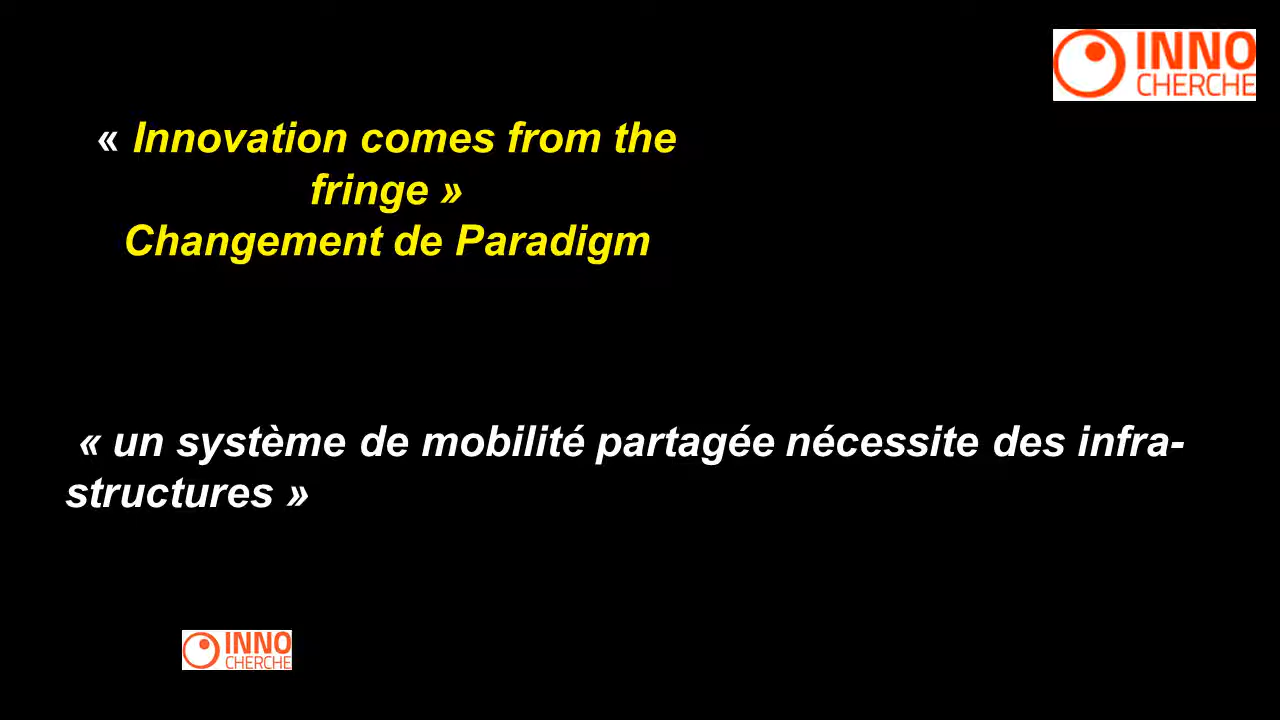 INNO
CHERCHE
« Innovation comes from the
fringe »
Changement de Paradigm
« un système de mobilité partagée nécessite des infra-
structures »
INNO
CHERCHE